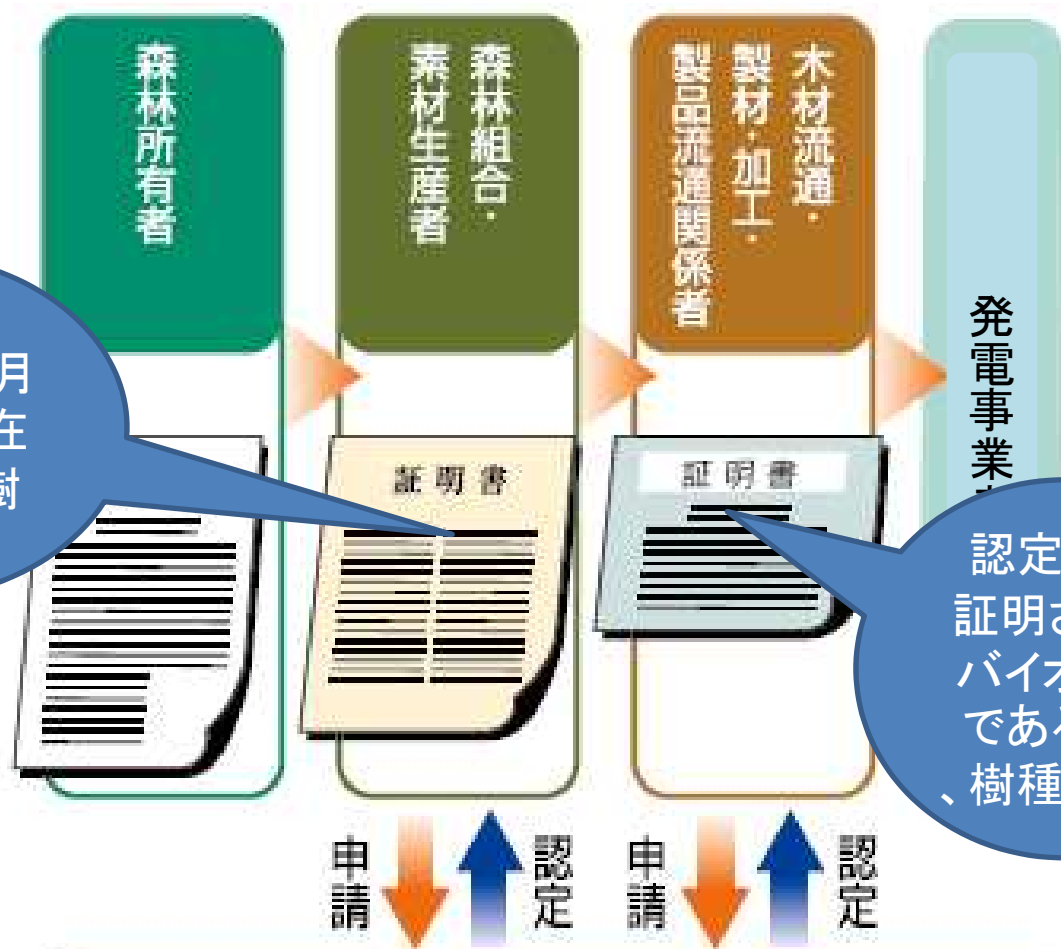 森林所有者
森林組合・
素材生産者
木材流通・
製材・加工・
製品流通関係者
発電事業
月
在
樹
証明書
証明書
認定
証明さ
バイオ
であ
、樹種
申請
認定
申請
認定